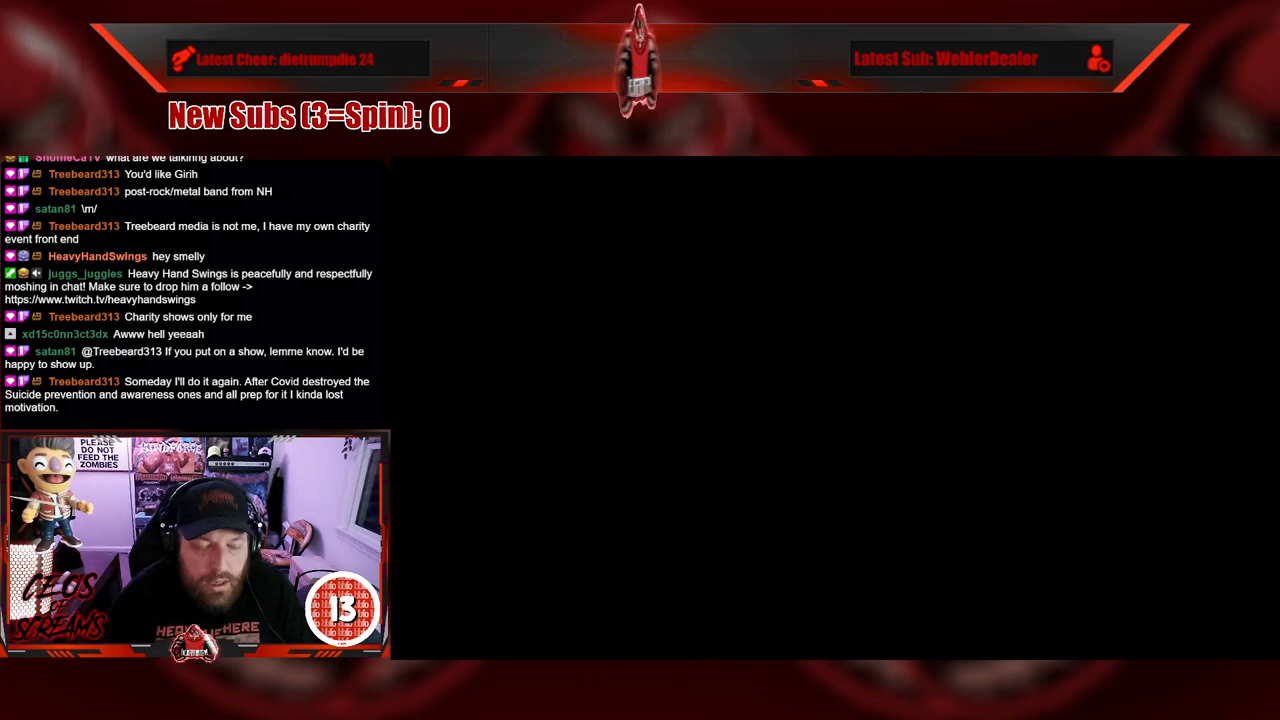 Latest Cheer: dietrumpdie 24
Latest Sub: WehlerDealer
New Subs (3=Spin): 0
what are we talkinng about?
Treebeard313 You'd like Girih
Treebeard313 post-rock/metal band from NH
satan81 \m/
Treebeard313 Treebeard media is not me, I have my own charity
event front end
HeavyHandSwings hey smelly
juggs_juggles Heavy Hand Swings is peacefully and respectfully
moshing in chat! Make sure to drop him a follow ->
https://www.twitch.tv/heavyhandswings
Treebeard313 Charity shows only for me
xd15c0nn3ct3dx Awww hell yeeaah
satan81 @Treebeard313 If you put on a show, lemme know. I'd be
happy to show up.
Treebeard313 Someday I'll do it again. After Covid destroyed the
Suicide prevention and awareness ones and all prep for it I kinda lost
motivation.
PLEASE
DO NOT
FEED THE
ZOMBIES
CEO'S
OF
SCREAMS
13